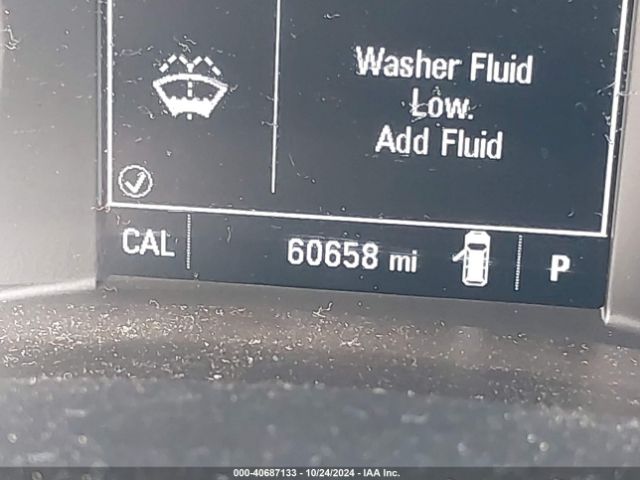 Washer Fluid
Low.
Add Fluid
CAL 60658 mi P
000-40687133 - 10/24/2024 - IAA Inc.